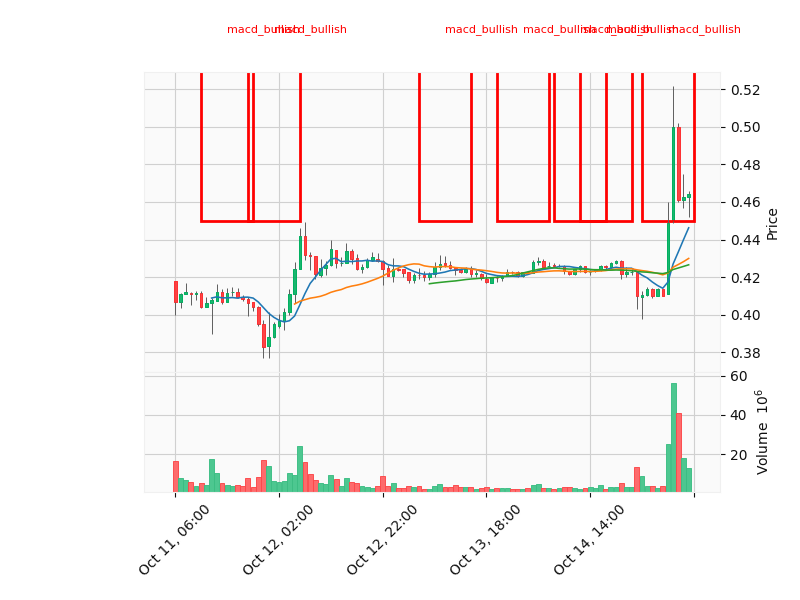 macd_bullish macd_bullish macd_bullish macd_bullish macd_bullish macd_bullish macd_bullish
0.52
0.50
0.48
0.46
0.44
0.42
0.40
0.38
Price
60
40
20
Volume 10⁶
Oct 11, 06:00
Oct 12, 02:00
Oct 12, 22:00
Oct 13, 18:00
Oct 14, 14:00